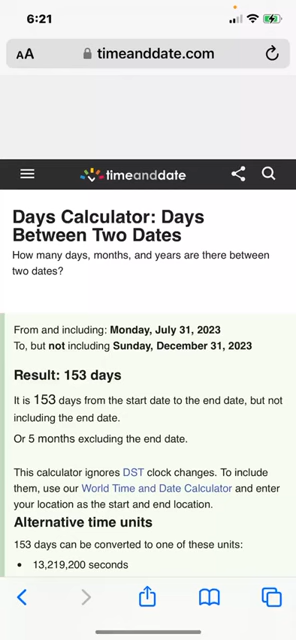 6:21
AA timeanddate.com
timeanddate
Days Calculator: Days
Between Two Dates
How many days, months, and years are there between
two dates?
From and including: Monday, July 31, 2023
To, but not including Sunday, December 31, 2023
Result: 153 days
It is 153 days from the start date to the end date, but not
including the end date.
Or 5 months excluding the end date.
This calculator ignores DST clock changes. To include
them, use our World Time and Date Calculator and enter
your location as the start and end location.
Alternative time units
153 days can be converted to one of these units:
• 13,219,200 seconds